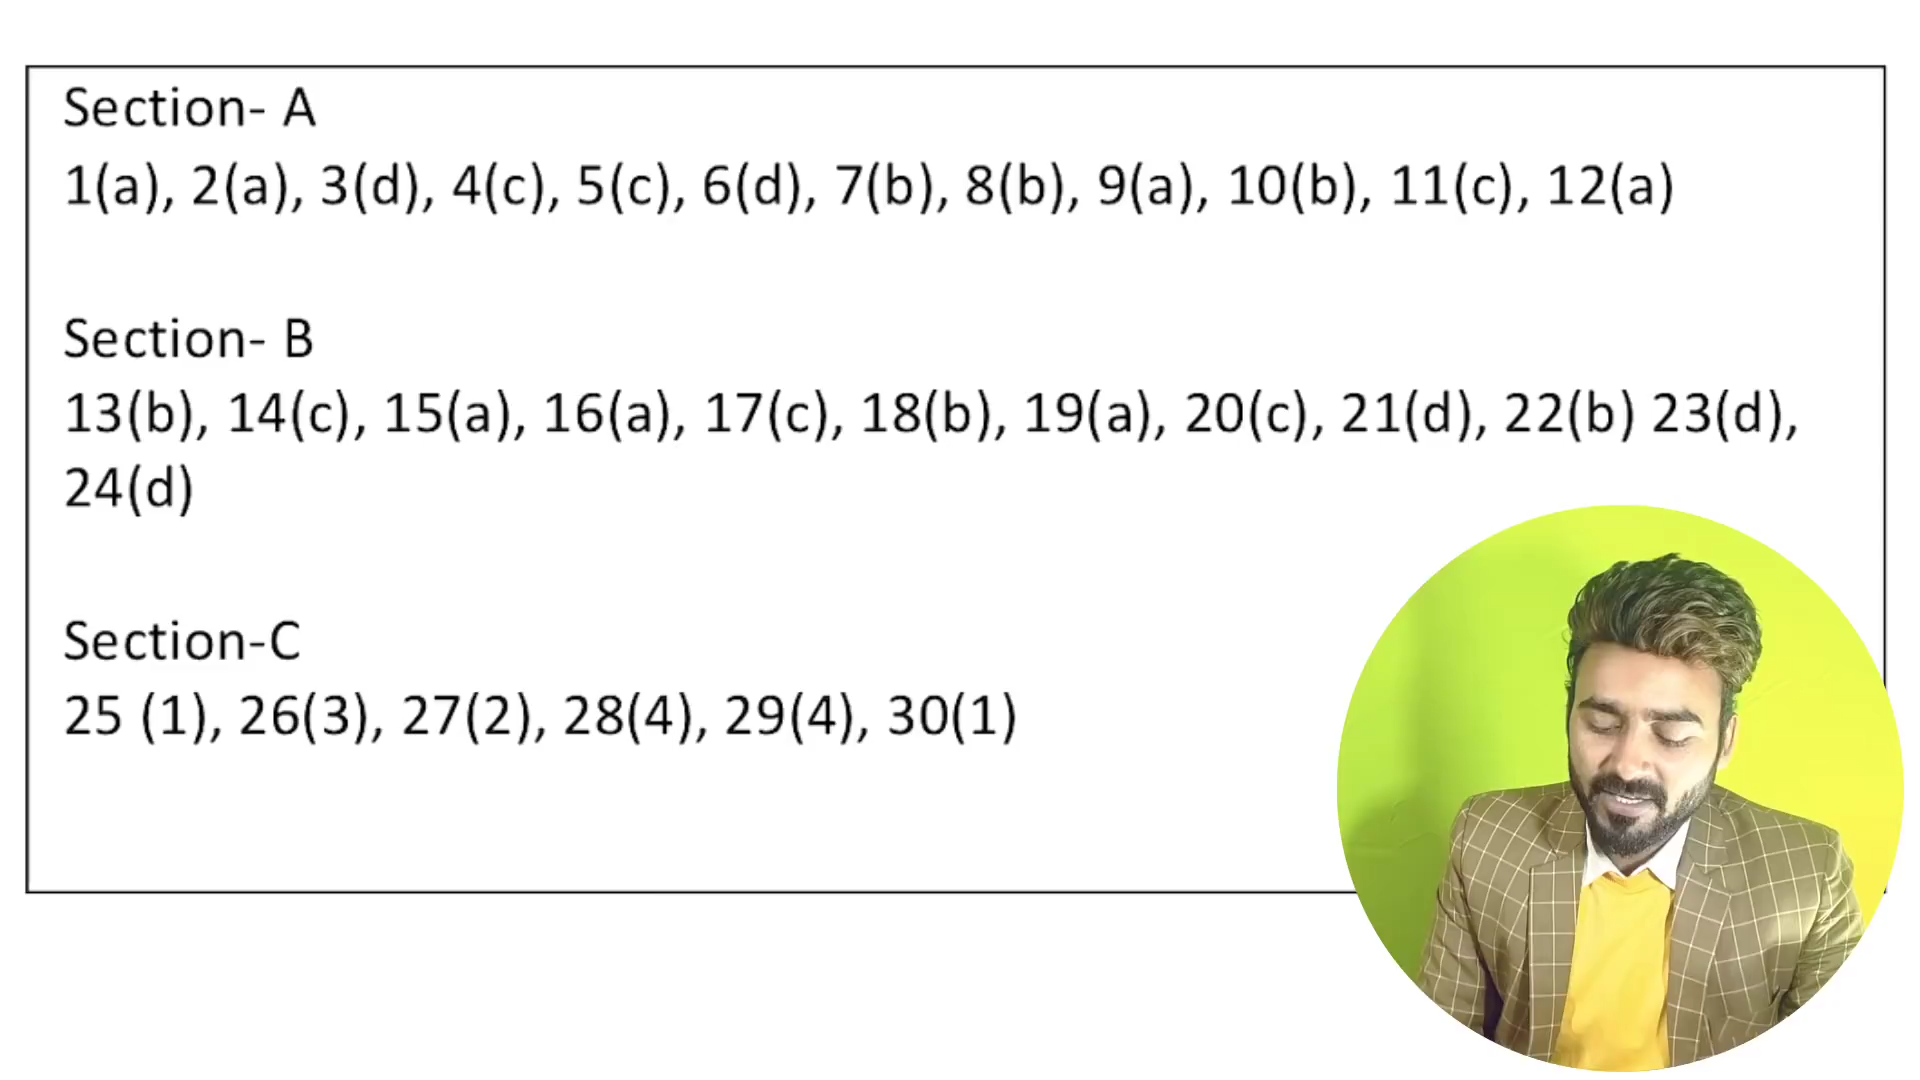 Section- A
1(a), 2(a), 3(d), 4(c), 5(c), 6(d), 7(b), 8(b), 9(a), 10(b), 11(c), 12(a)
Section- B
13(b), 14(c), 15(a), 16(a), 17(c), 18(b), 19(a), 20(c), 21(d), 22(b) 23(d),
24(d)
Section-C
25 (1), 26(3), 27(2), 28(4), 29(4), 30(1)